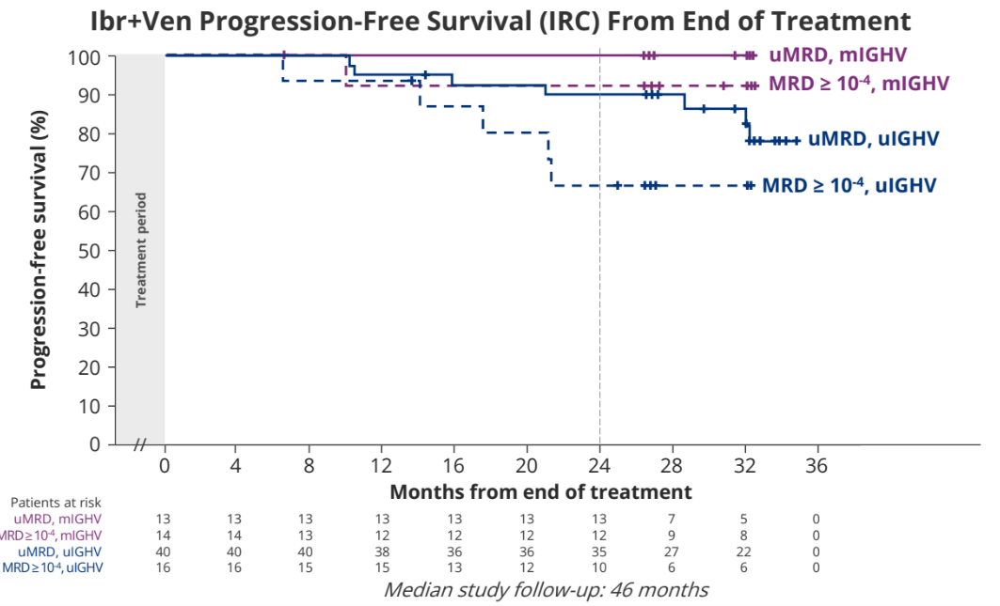 Ibr+Ven Progression-Free Survival (IRC) From End of Treatment
Progression-free survival (%)
100
90
80
70
60
50
40
30
20
10
0
Treatment period
uMRD, mIGHV
MRD ≥ 10⁻⁴, mIGHV
uMRD, uIGHV
MRD ≥ 10⁻⁴, uIGHV
//
0 4 8 12 16 20 24 28 32 36
Months from end of treatment
Patients at risk
uMRD, mIGHV 13 13 13 13 13 13 13 7 5 0
MRD≥10⁻⁴, mIGHV 14 14 13 12 12 12 12 9 8 0
uMRD, uIGHV 40 40 40 38 36 36 35 27 22 0
MRD≥10⁻⁴, uIGHV 16 16 15 15 13 12 10 6 6 0
Median study follow-up: 46 months